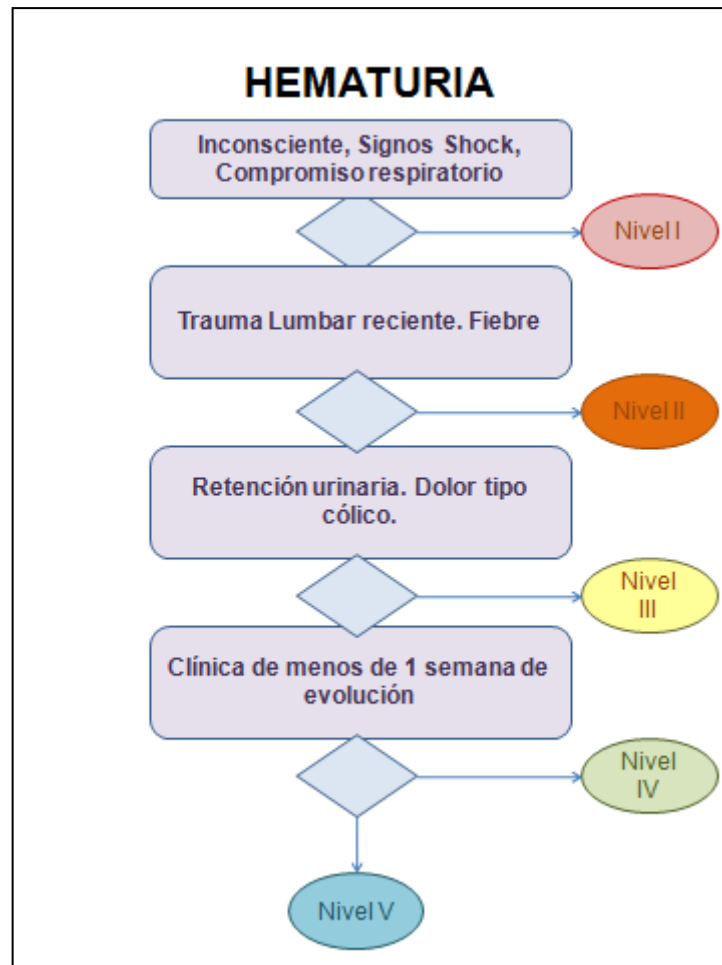 HEMATURIA
Inconsciente, Signos Shock,
Compromiso respiratorio
Nivel I
Trauma Lumbar reciente. Fiebre
Nivel II
Retención urinaria. Dolor tipo
cólico.
Nivel
III
Clínica de menos de 1 semana de
evolución
Nivel
IV
Nivel V